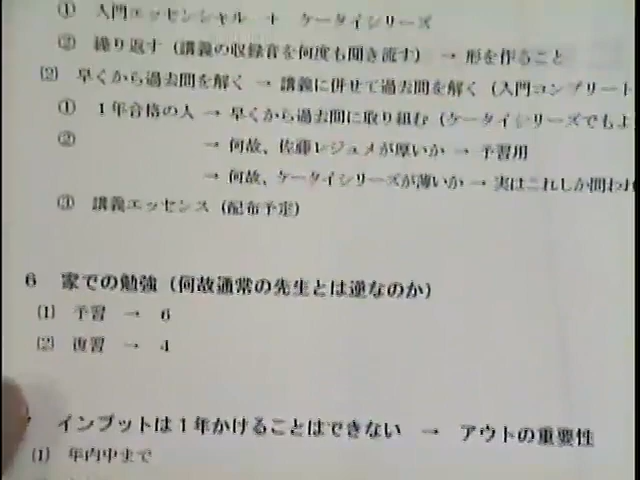 ① 入門エッセンシャル + ケータイシリーズ
② 繰り返す(講義の収録音を何度も聞き流す) → 形を作ること
(2) 早くから過去問を解く → 講義に併せて過去問を解く(入門コンプリート
① 1年合格の人 → 早くから過去問に取り組む(ケータイシリーズでもよ
② → 何故、佐藤レジュメが厚いか → 予習用
→ 何故、ケータイシリーズが薄いか → 実はこれしか問われ
③ 講義エッセンス(配布予定)
6 家での勉強(何故通常の先生とは逆なのか)
(1) 予習 → 6
(2) 復習 → 4
インプットは1年かけることはできない → アウトの重要性
(1) 年内中まで